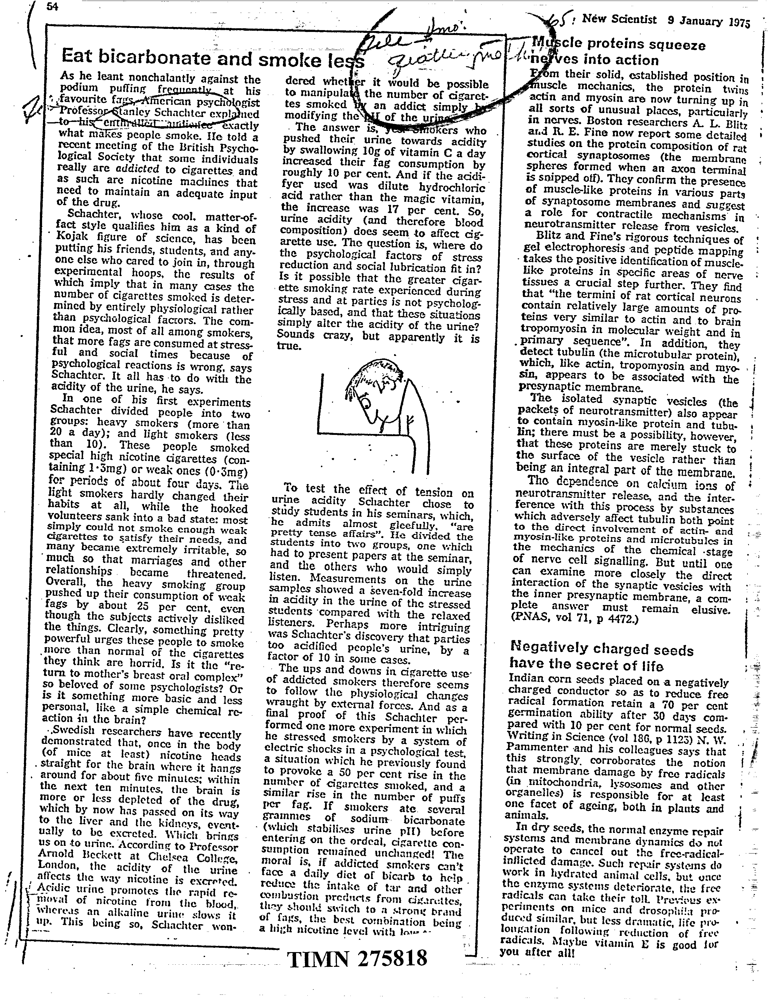 54
New Scientist 9 January 1975
Eat bicarbonate and smoke less
As he leant nonchalantly against the
podium puffing frequently at his
favourite fags, American psychologist
Professor Stanley Schachter explained
to his enthralled audience exactly
what makes people smoke. He told a
recent meeting of the British Psycho-
logical Society that some individuals
really are addicted to cigarettes and
as such are nicotine machines that
need to maintain an adequate input
of the drug.
Schachter, whose cool, matter-of-
fact style qualifies him as a kind of
Kojak figure of science, has been
putting his friends, students, and any-
one else who cared to join in, through
experimental hoops, the results of
which imply that in many cases the
number of cigarettes smoked is deter-
mined by entirely physiological rather
than psychological factors. The com-
mon idea, most of all among smokers,
that more fags are consumed at stress-
ful and social times because of
psychological reactions is wrong, says
Schachter. It all has to do with the
acidity of the urine, he says.
In one of his first experiments
Schachter divided people into two
groups: heavy smokers (more than
20 a day); and light smokers (less
than 10). These people smoked
special high nicotine cigarettes (con-
taining 1·3mg) or weak ones (0·3mg)
for periods of about four days. The
light smokers hardly changed their
habits at all, while the hooked
volunteers sank into a bad state: most
simply could not smoke enough weak
cigarettes to satisfy their needs, and
many became extremely irritable, so
much so that marriages and other
relationships became threatened.
Overall, the heavy smoking group
pushed up their consumption of weak
fags by about 25 per cent, even
though the subjects actively disliked
the things. Clearly, something pretty
powerful urges these people to smoke
more than normal of the cigarettes
they think are horrid. Is it the "re-
turn to mother's breast oral complex"
so beloved of some psychologists? Or
is it something more basic and less
personal, like a simple chemical re-
action in the brain?
Swedish researchers have recently
demonstrated that, once in the body
(of mice at least) nicotine heads
straight for the brain where it hangs
around for about five minutes; within
the next ten minutes, the brain is
more or less depleted of the drug,
which by now has passed on its way
to the liver and the kidneys, event-
ually to be excreted. Which brings
us on to urine. According to Professor
Arnold Beckett at Chelsea College,
London, the acidity of the urine
affects the way nicotine is excreted.
Acidic urine promotes the rapid re-
moval of nicotine from the blood,
whereas an alkaline urine slows it
up. This being so, Schachter won-
dered whether it would be possible
to manipulate the number of cigaret-
tes smoked by an addict simply by
modifying the pH of the urine.
The answer is, yes. Smokers who
pushed their urine towards acidity
by swallowing 10g of vitamin C a day
increased their fag consumption by
roughly 10 per cent. And if the acidi-
fyer used was dilute hydrochloric
acid rather than the magic vitamin,
the increase was 17 per cent. So,
urine acidity (and therefore blood
composition) does seem to affect cig-
arette use. The question is, where do
the psychological factors of stress
reduction and social lubrication fit in?
Is it possible that the greater cigar-
ette smoking rate experienced during
stress and at parties is not psycholog-
ically based, and that these situations
simply alter the acidity of the urine?
Sounds crazy, but apparently it is
true.
To test the effect of tension on
urine acidity Schachter chose to
study students in his seminars, which,
he admits almost gleefully, "are
pretty tense affairs". He divided the
students into two groups, one which
had to present papers at the seminar,
and the others who would simply
listen. Measurements on the urine
samples showed a seven-fold increase
in acidity in the urine of the stressed
students compared with the relaxed
listeners. Perhaps more intriguing
was Schachter's discovery that parties
too acidified people's urine, by a
factor of 10 in some cases.
The ups and downs in cigarette use
of addicted smokers therefore seems
to follow the physiological changes
wraught by external forces. And as a
final proof of this Schachter per-
formed one more experiment in which
he stressed smokers by a system of
electric shocks in a psychological test,
a situation which he previously found
to provoke a 50 per cent rise in the
number of cigarettes smoked, and a
similar rise in the number of puffs
per fag. If smokers ate several
grammes of sodium bicarbonate
(which stabilises urine pH) before
entering on the ordeal, cigarette con-
sumption remained unchanged! The
moral is, if addicted smokers can't
face a daily diet of bicarb to help
reduce the intake of tar and other
combustion products from cigarettes,
they should switch to a strong brand
of fags, the best combination being
a high nicotine level with low
Muscle proteins squeeze
nerves into action
From their solid, established position in
muscle mechanics, the protein twins
actin and myosin are now turning up in
all sorts of unusual places, particularly
in nerves. Boston researchers A. L. Blitz
and R. E. Fine now report some detailed
studies on the protein composition of rat
cortical synaptosomes (the membrane
spheres formed when an axon terminal
is snipped off). They confirm the presence
of muscle-like proteins in various parts
of synaptosome membranes and suggest
a role for contractile mechanisms in
neurotransmitter release from vesicles.
Blitz and Fine's rigorous techniques of
gel electrophoresis and peptide mapping
takes the positive identification of muscle-
like proteins in specific areas of nerve
tissues a crucial step further. They find
that "the termini of rat cortical neurons
contain relatively large amounts of pro-
teins very similar to actin and to brain
tropomyosin in molecular weight and in
primary sequence". In addition, they
detect tubulin (the microtubular protein),
which, like actin, tropomyosin and myo-
sin, appears to be associated with the
presynaptic membrane.
The isolated synaptic vesicles (the
packets of neurotransmitter) also appear
to contain myosin-like protein and tubu-
lin; there must be a possibility, however,
that these proteins are merely stuck to
the surface of the vesicle rather than
being an integral part of the membrane.
The dependence on calcium ions of
neurotransmitter release, and the inter-
ference with this process by substances
which adversely affect tubulin both point
to the direct involvement of actin- and
myosin-like proteins and microtubules in
the mechanics of the chemical stage
of nerve cell signalling. But until one
can examine more closely the direct
interaction of the synaptic vesicles with
the inner presynaptic membrane, a com-
plete answer must remain elusive.
(PNAS, vol 71, p 4472.)
Negatively charged seeds
have the secret of life
Indian corn seeds placed on a negatively
charged conductor so as to reduce free
radical formation retain a 70 per cent
germination ability after 30 days com-
pared with 10 per cent for normal seeds.
Writing in Science (vol 186, p 1123) N. W.
Pammenter and his colleagues says that
this strongly corroborates the notion
that membrane damage by free radicals
(in mitochondria, lysosomes and other
organelles) is responsible for at least
one facet of ageing, both in plants and
animals.
In dry seeds, the normal enzyme repair
systems and membrane dynamics do not
operate to cancel out the free-radical-
inflicted damage. Such repair systems do
work in hydrated animal cells, but once
the enzyme systems deteriorate, the free
radicals can take their toll. Previous ex-
periments on mice and drosophila pro-
duced similar, but less dramatic, life pro-
longation following reduction of free
radicals. Maybe vitamin E is good for
you after all!
TIMN 275818